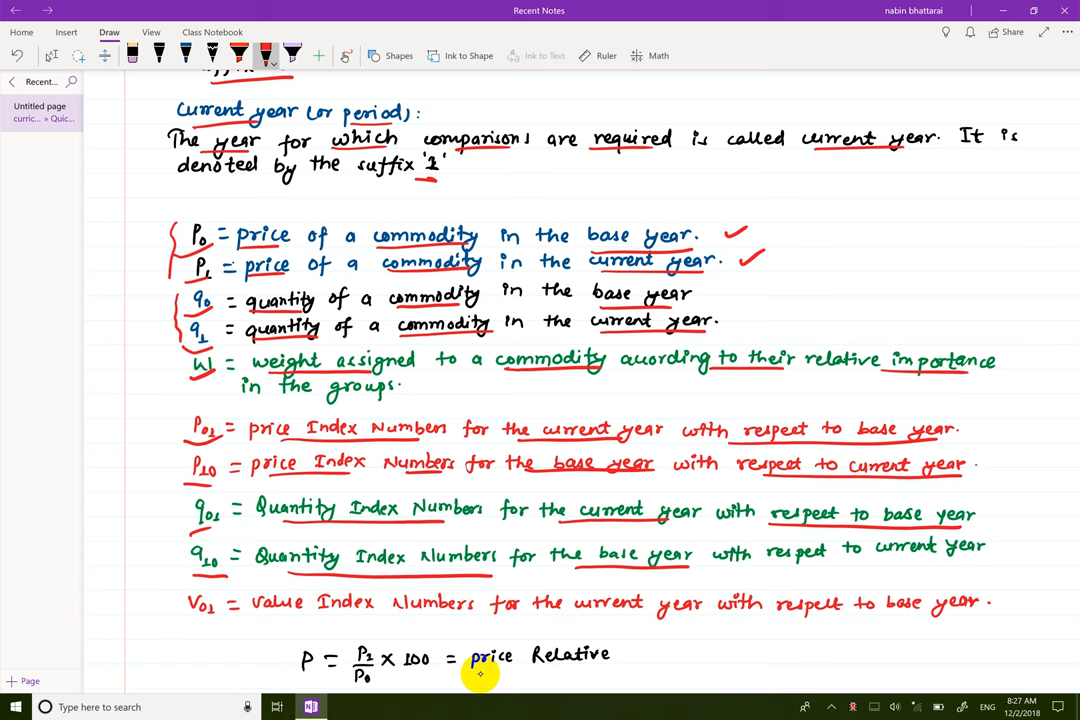 Recent Notes
nabin bhattarai
Home Insert Draw View Class Notebook
Share
Shapes Ink to Shape Ink to Text Ruler Math
Recent...
Untitled page
curric... » Quic...
Current year (or period):
The year for which comparisons are required is called current year. It is
denoted by the suffix '1'
P₀ = price of a commodity in the base year.
P₁ = price of a commodity in the current year.
q₀ = quantity of a commodity in the base year
q₁ = quantity of a commodity in the current year.
W = weight assigned to a commodity auording to their relative importance
in the groups.
P₀₁ = price Index Numbers for the current year with respect to base year.
P₁₀ = price Index Numbers for the base year with respect to current year.
q₀₁ = Quantity Index Numbers for the current year with respect to base year
q₁₀ = Quantity Index Numbers for the base year with respect to current year
V₀₁ = value Index Numbers for the current year with respect to base year.
P = P₁/P₀ × 100 = price Relative
+ Page
Type here to search
ENG
8:27 AM
12/2/2018